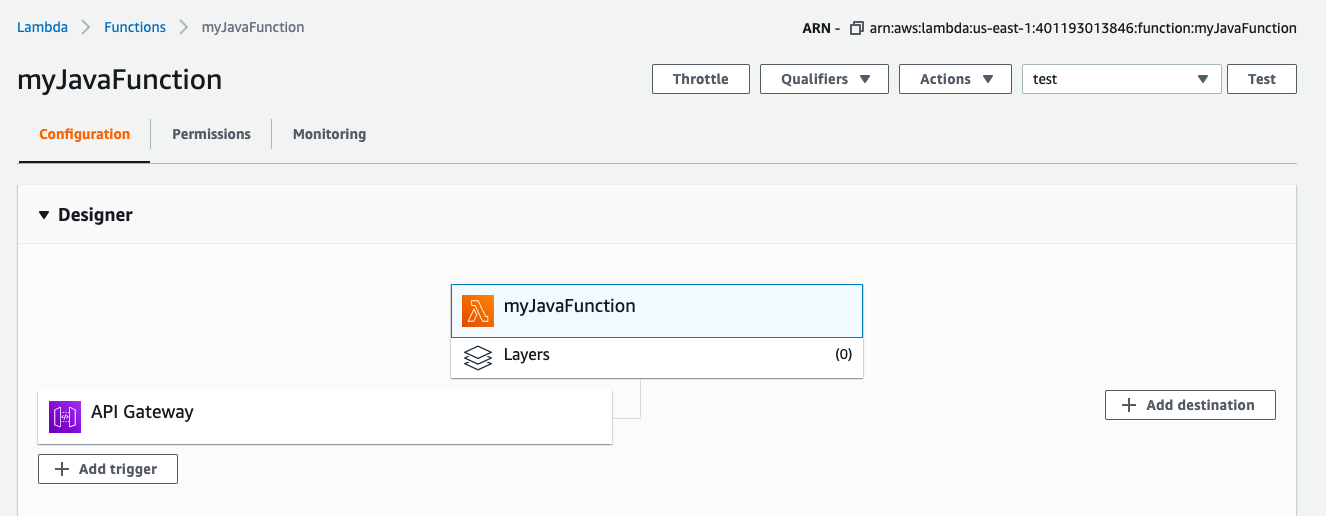 Lambda > Functions > myJavaFunction
ARN - arn:aws:lambda:us-east-1:401193013846:function:myJavaFunction
myJavaFunction
Throttle Qualifiers Actions test Test
Configuration Permissions Monitoring
Designer
myJavaFunction
Layers (0)
API Gateway
+ Add destination
+ Add trigger